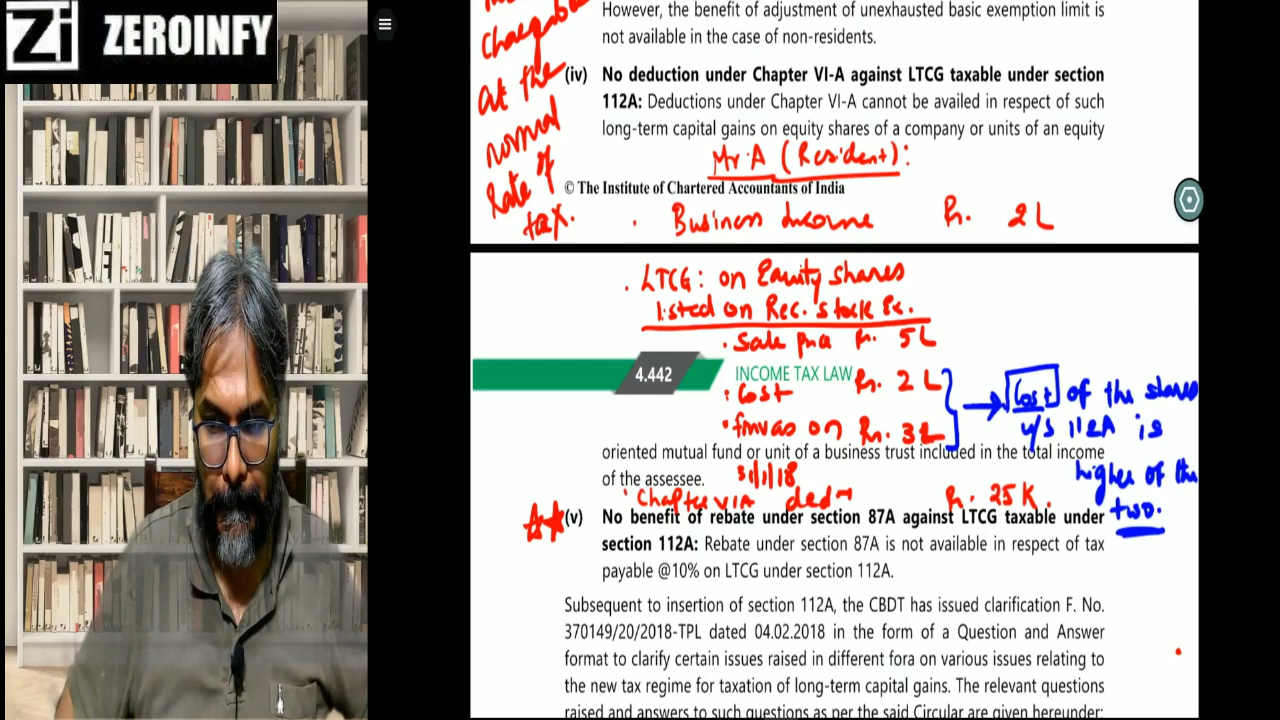 Zi ZEROINFY
chargeable
at the
normal
Rate of
tax.
However, the benefit of adjustment of unexhausted basic exemption limit is
not available in the case of non-residents.
(iv) No deduction under Chapter VI-A against LTCG taxable under section
112A: Deductions under Chapter VI-A cannot be availed in respect of such
long-term capital gains on equity shares of a company or units of an equity
Mr. A (Resident):
© The Institute of Chartered Accountants of India
. Business Income Rs. 2L
. LTCG: on Equity shares
listed on Rec. stock Ex.
. Sale price Rs. 5L
4.442 INCOME TAX LAW
. Cost Rs. 2L
. fmv as on Rs. 3L
31/1/18
→ Cost of the shares
u/s 112A is
higher of the
two.
oriented mutual fund or unit of a business trust included in the total income
of the assessee.
. Chapter VIA dedn Rs. 25K.
(v) No benefit of rebate under section 87A against LTCG taxable under
section 112A: Rebate under section 87A is not available in respect of tax
payable @10% on LTCG under section 112A.
Subsequent to insertion of section 112A, the CBDT has issued clarification F. No.
370149/20/2018-TPL dated 04.02.2018 in the form of a Question and Answer
format to clarify certain issues raised in different fora on various issues relating to
the new tax regime for taxation of long-term capital gains. The relevant questions
raised and answers to such questions as per the said Circular are given hereunder: